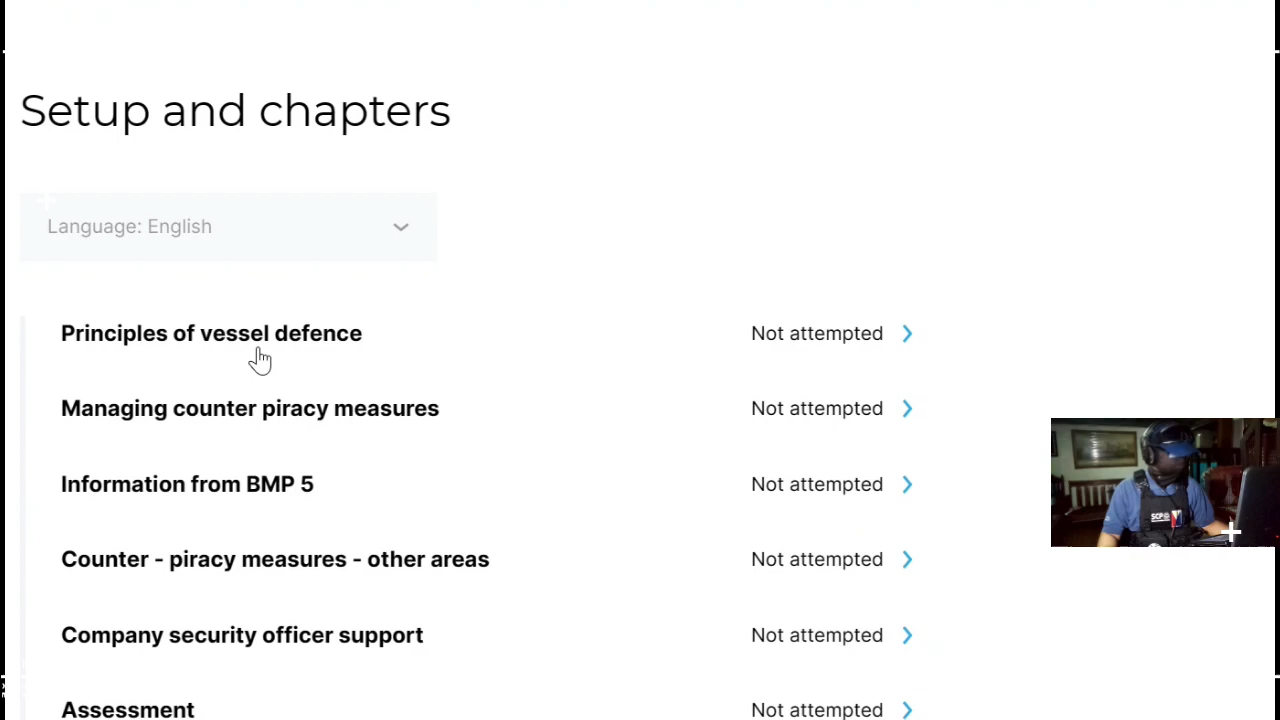 Setup and chapters
Language: English
Principles of vessel defence Not attempted
Managing counter piracy measures Not attempted
Information from BMP 5 Not attempted
Counter - piracy measures - other areas Not attempted
Company security officer support Not attempted
Assessment Not attempted
SCP